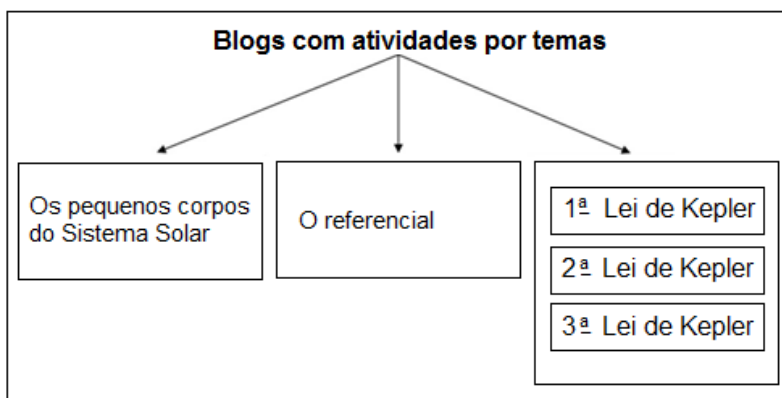 Blogs com atividades por temas
Os pequenos corpos
do Sistema Solar
O referencial
1ª Lei de Kepler
2ª Lei de Kepler
3ª Lei de Kepler